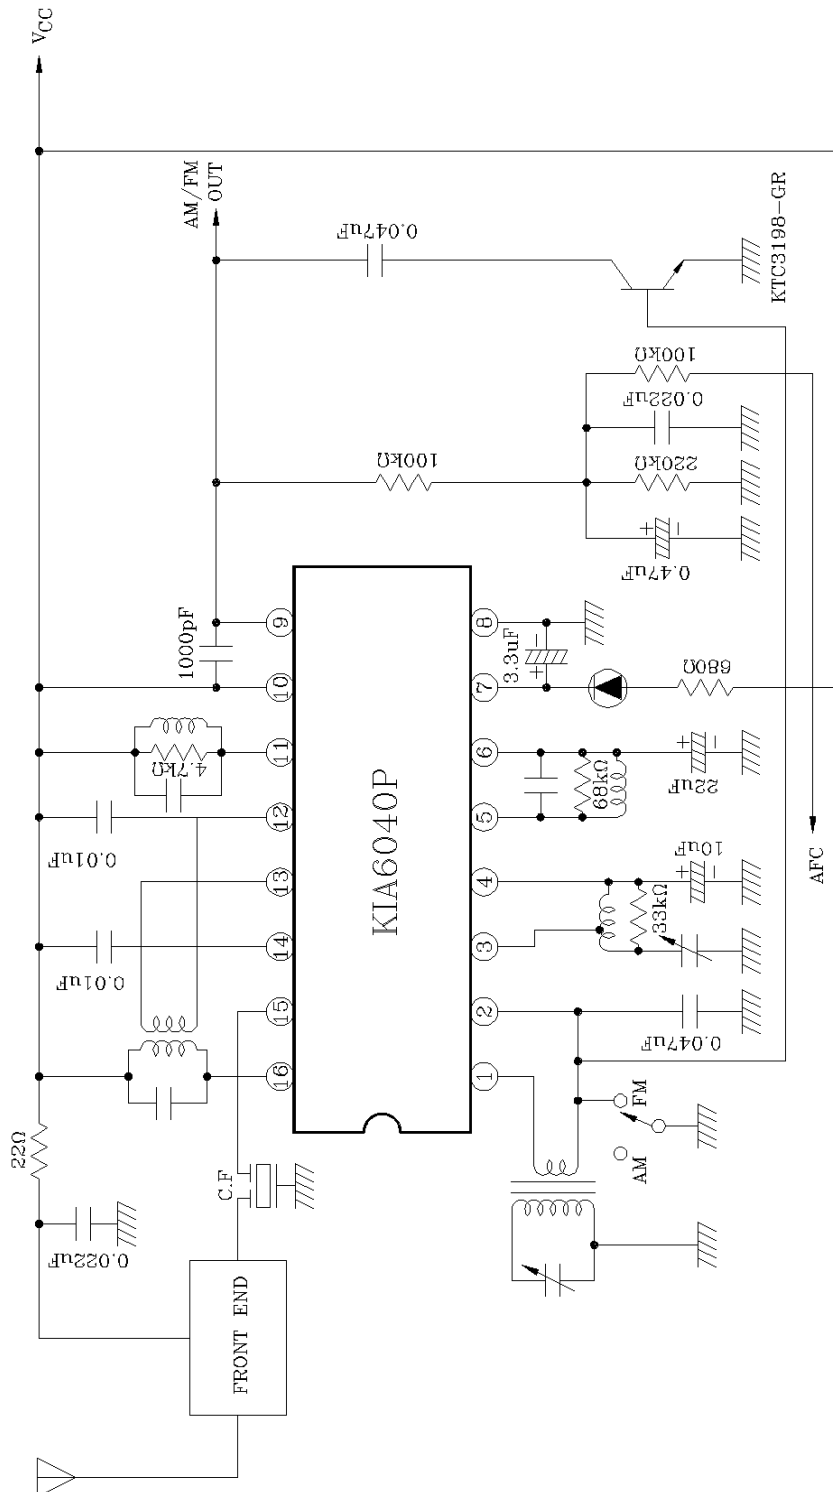 VCC
AM/FM
OUT
0.047uF
KTC3198-GR
100kΩ
0.022uF
220kΩ
0.47uF
100kΩ
1000pF
9
10
11
12
13
14
15
16
4.7kΩ
0.01uF
0.01uF
KIA6040P
8
7
6
5
4
3
2
1
3.3uF
680Ω
68kΩ
22uF
10uF
33kΩ
AFC
0.047uF
FM
AM
22Ω
C.F
0.022uF
FRONT END